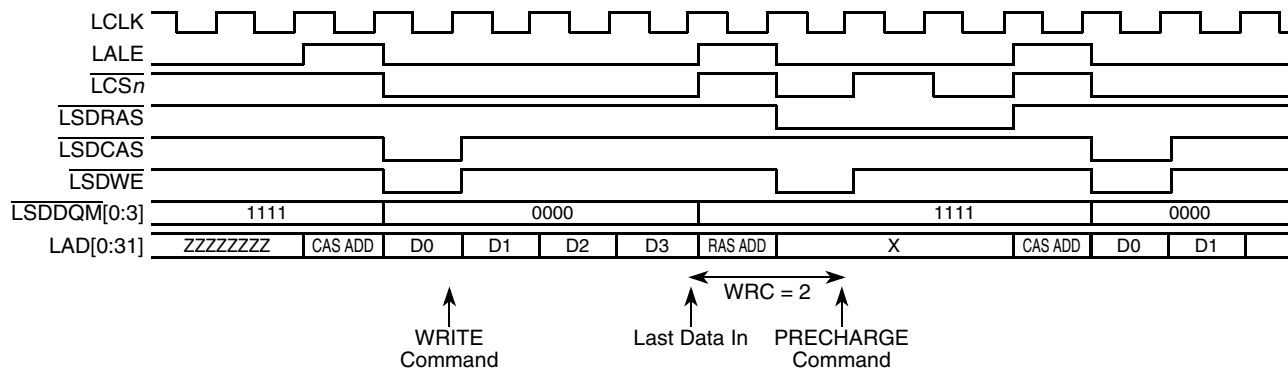 LCLK
LALE
LCSn
LSDRAS
LSDCAS
LSDWE
LSDDQM[0:3] 1111 0000 1111 0000
LAD[0:31] ZZZZZZZZ CAS ADD D0 D1 D2 D3 RAS ADD X CAS ADD D0 D1
WRC = 2
WRITE Last Data In PRECHARGE
Command Command